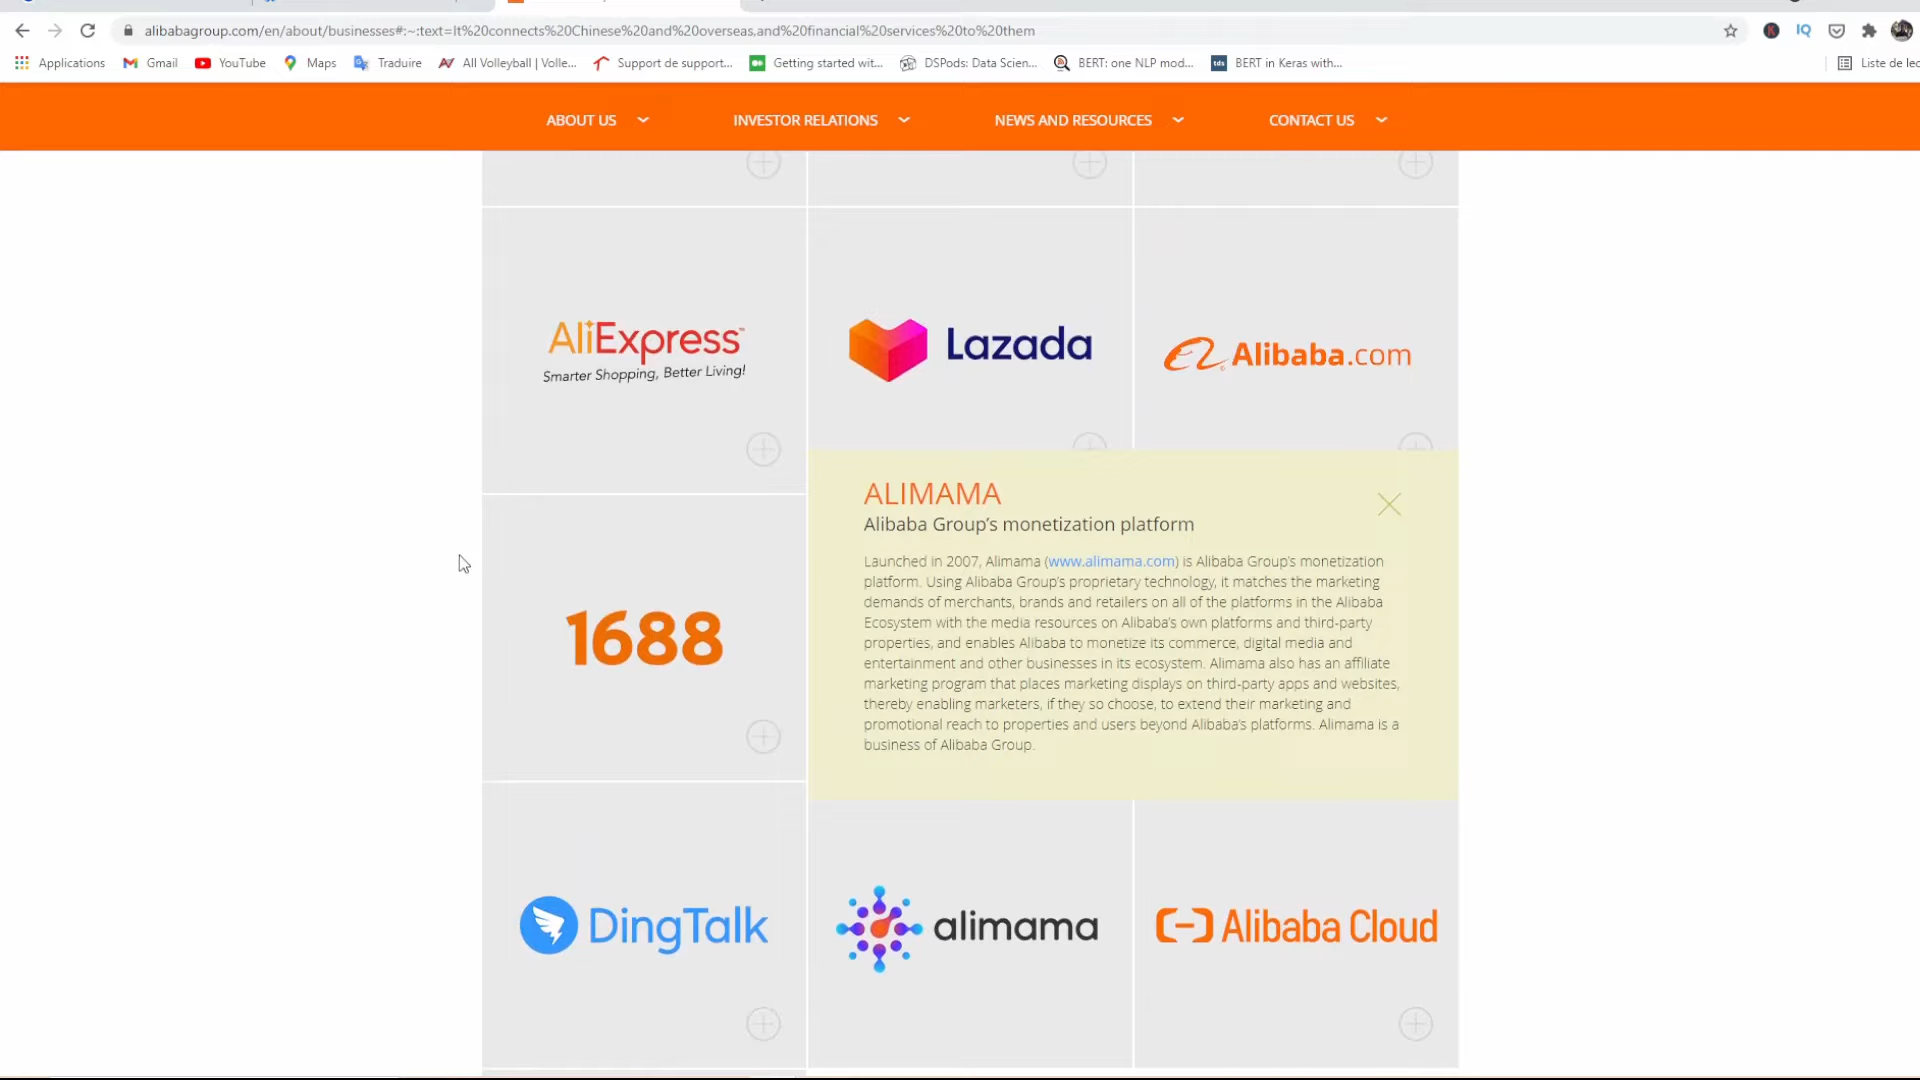 alibabagroup.com/en/about/businesses#:~:text=It%20connects%20Chinese%20and%20overseas,and%20financial%20services%20to%20them
Applications Gmail YouTube Maps Traduire All Volleyball | Volle... Support de support... Getting started wit... DSPods: Data Scien... BERT: one NLP mod... tds BERT in Keras with... Liste de lec
ABOUT US INVESTOR RELATIONS NEWS AND RESOURCES CONTACT US
AliExpress™
Smarter Shopping, Better Living!
Lazada
Alibaba.com
ALIMAMA
Alibaba Group's monetization platform
Launched in 2007, Alimama (www.alimama.com) is Alibaba Group's monetization
platform. Using Alibaba Group's proprietary technology, it matches the marketing
demands of merchants, brands and retailers on all of the platforms in the Alibaba
Ecosystem with the media resources on Alibaba's own platforms and third-party
properties, and enables Alibaba to monetize its commerce, digital media and
entertainment and other businesses in its ecosystem. Alimama also has an affiliate
marketing program that places marketing displays on third-party apps and websites,
thereby enabling marketers, if they so choose, to extend their marketing and
promotional reach to properties and users beyond Alibaba's platforms. Alimama is a
business of Alibaba Group.
1688
DingTalk
alimama
Alibaba Cloud
K
IQ